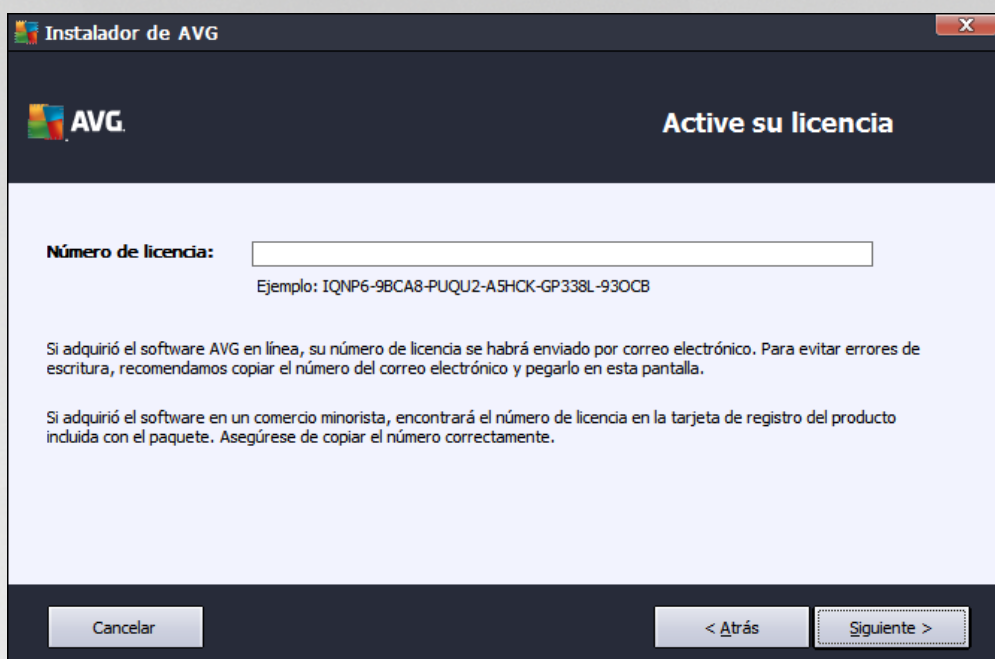 Instalador de AVG
AVG.
Active su licencia
Número de licencia:
Ejemplo: IQNP6-9BCA8-PUQU2-A5HCK-GP338L-93OCB
Si adquirió el software AVG en línea, su número de licencia se habrá enviado por correo electrónico. Para evitar errores de
escritura, recomendamos copiar el número del correo electrónico y pegarlo en esta pantalla.
Si adquirió el software en un comercio minorista, encontrará el número de licencia en la tarjeta de registro del producto
incluida con el paquete. Asegúrese de copiar el número correctamente.
Cancelar
< Atrás
Siguiente >